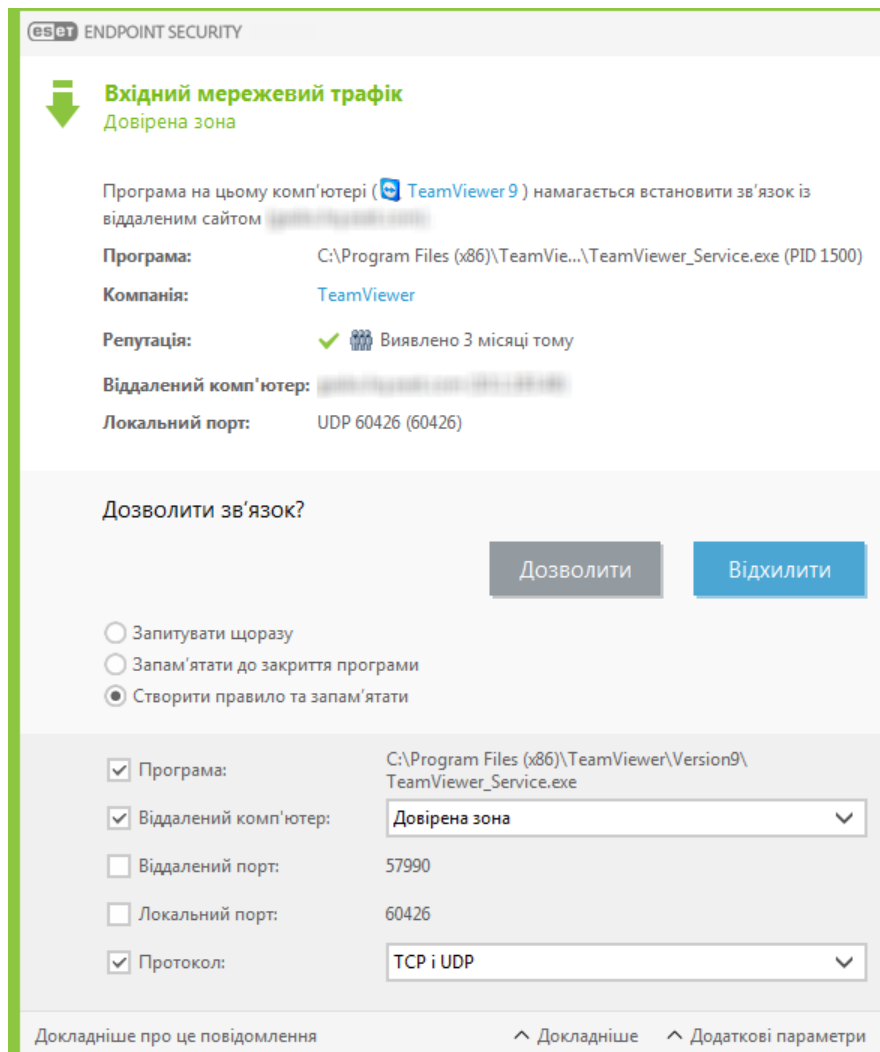 eset ENDPOINT SECURITY
Вхідний мережевий трафік
Довірена зона
Програма на цьому комп'ютері ( TeamViewer 9 ) намагається встановити зв'язок із
віддаленим сайтом
Програма: C:\Program Files (x86)\TeamVie...\TeamViewer_Service.exe (PID 1500)
Компанія: TeamViewer
Репутація: Виявлено 3 місяці тому
Віддалений комп'ютер:
Локальний порт: UDP 60426 (60426)
Дозволити зв'язок?
Дозволити Відхилити
Запитувати щоразу
Запам'ятати до закриття програми
Створити правило та запам'ятати
Програма: C:\Program Files (x86)\TeamViewer\Version9\
TeamViewer_Service.exe
Віддалений комп'ютер: Довірена зона
Віддалений порт: 57990
Локальний порт: 60426
Протокол: TCP і UDP
Докладніше про це повідомлення Докладніше Додаткові параметри